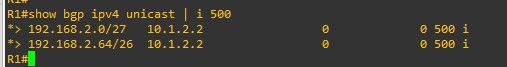 R1#
R1#show bgp ipv4 unicast | i 500
*> 192.168.2.0/27   10.1.2.2                 0             0 500 i
*> 192.168.2.64/26  10.1.2.2                 0             0 500 i
R1#